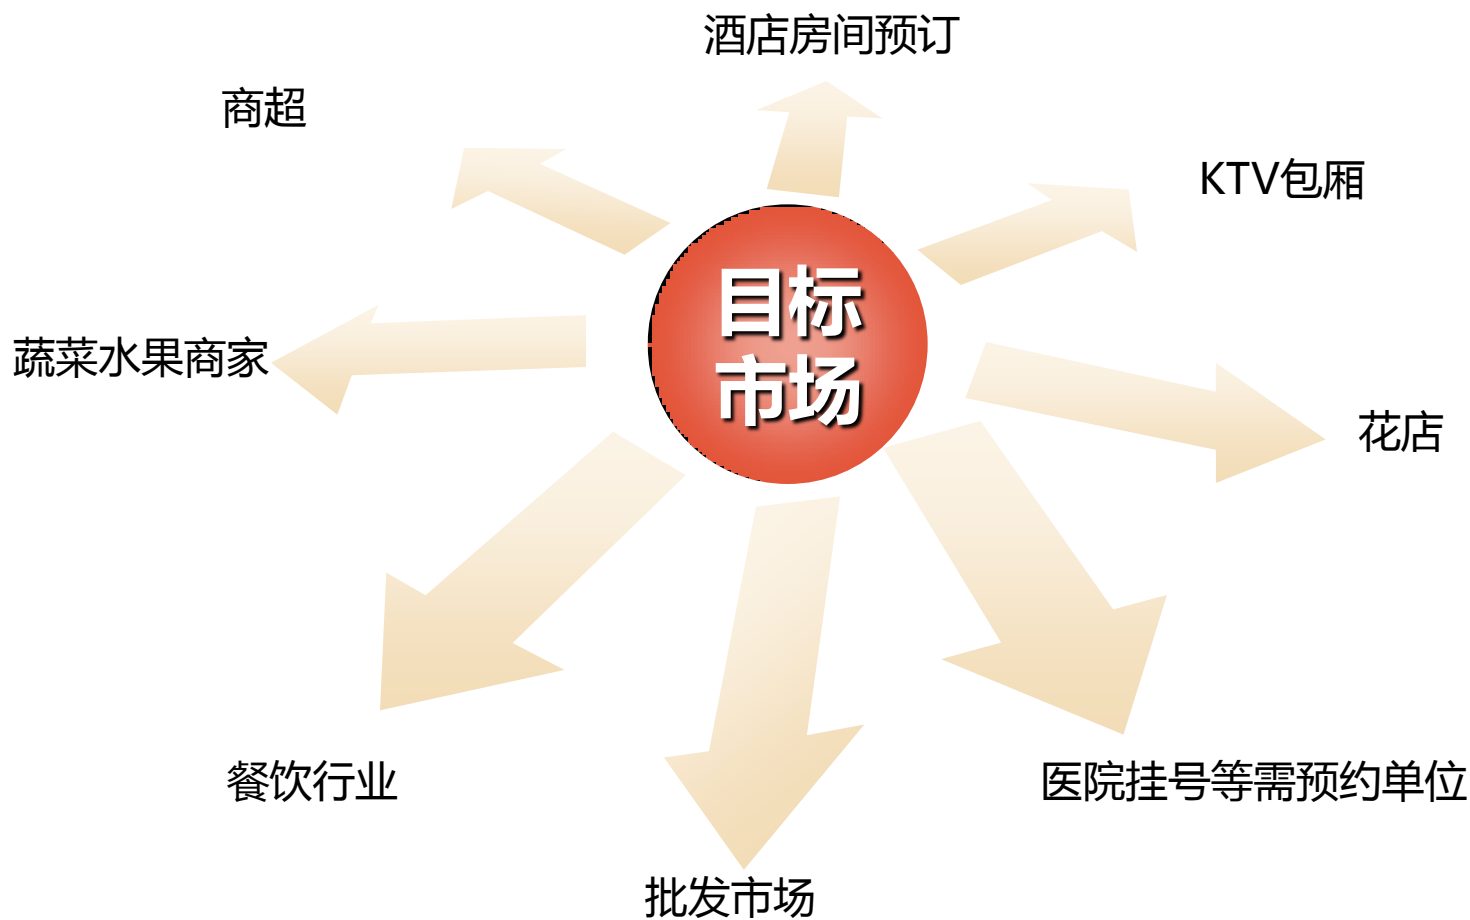 酒店房间预订
商超
KTV包厢
目标
市场
蔬菜水果商家
花店
餐饮行业
医院挂号等需预约单位
批发市场